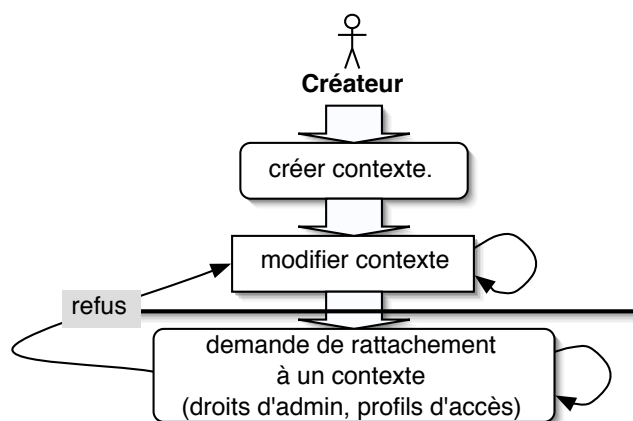 Créateur
créer contexte.
modifier contexte
refus
demande de rattachement
à un contexte
(droits d'admin, profils d'accès)